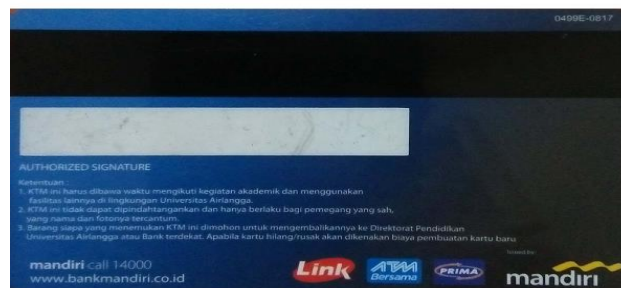 0499E-0817
AUTHORIZED SIGNATURE
Ketentuan :
1. KTM ini harus dibawa waktu mengikuti kegiatan akademik dan menggunakan
fasilitas lainnya di lingkungan Universitas Airlangga.
2. KTM ini tidak dapat dipindahtangankan dan hanya berlaku bagi pemegang yang sah,
yang nama dan fotonya tercantum.
3. Barang siapa yang menemukan KTM ini dimohon untuk mengembalikannya ke Direktorat Pendidikan
Universitas Airlangga atau Bank terdekat. Apabila kartu hilang/rusak akan dikenakan biaya pembuatan kartu baru
mandiri call 14000
www.bankmandiri.co.id
Link
ATM
Bersama
PRIMA
mandiri